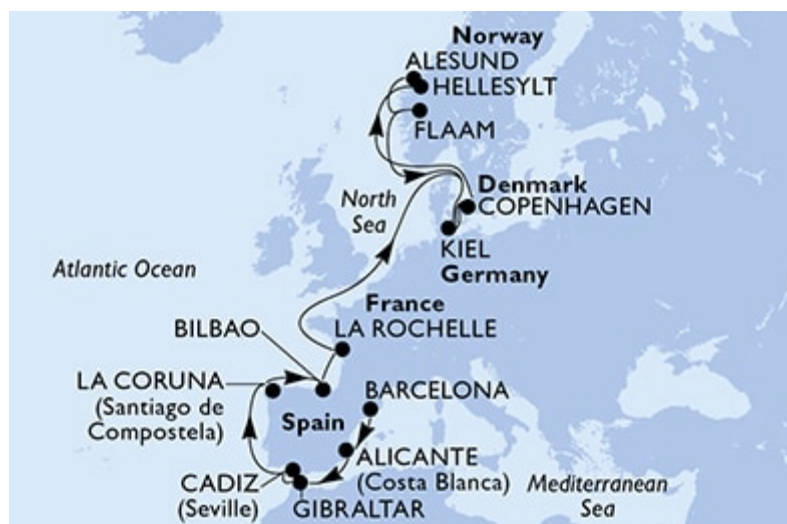 Norway
ALESUND
HELLESYLT
FLAAM
North
Sea
Denmark
COPENHAGEN
KIEL
Germany
Atlantic Ocean
France
LA ROCHELLE
BILBAO
LA CORUNA
(Santiago de
Compostela)
BARCELONA
Spain
ALICANTE
(Costa Blanca)
CADIZ
(Seville)
GIBRALTAR
Mediterranean
Sea